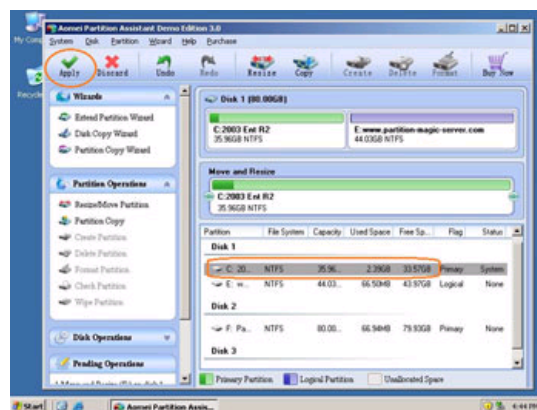 My Comp
Recycle
Aomei Partition Assistant Demo Edition 3.0
System Disk Partition Wizard Help Purchase
Apply Discard Undo Redo Resize Copy Create Delete Format Buy Now
Wizards
Extend Partition Wizard
Disk Copy Wizard
Partition Copy Wizard
Partition Operations
Resize/Move Partition
Partition Copy
Create Partition
Delete Partition
Format Partition
Check Partition
Wipe Partition
Disk Operations
Pending Operations
Disk 1 (80.00GB)
C:2003 Ent R2
35.96GB NTFS
E:www.partition-magic-server.com
44.03GB NTFS
Move and Resize
C:2003 Ent R2
35.96GB NTFS
Partition File System Capacity Used Space Free Sp... Flag Status
Disk 1
C: 20... NTFS 35.96... 2.39GB 33.57GB Primary System
E: w... NTFS 44.03... 66.50MB 43.97GB Logical None
Disk 2
F: Pa... NTFS 80.00... 66.94MB 79.93GB Primary None
Disk 3
Primary Partition Logical Partition Unallocated Space
Start Aomei Partition Assis... 4:44 PM